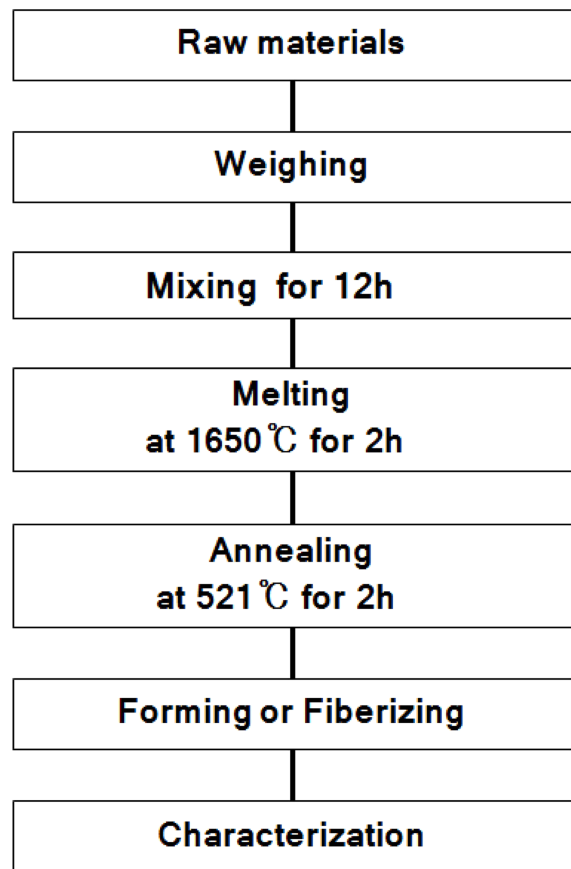 Raw materials
Weighing
Mixing for 12h
Melting
at 1650℃ for 2h
Annealing
at 521℃ for 2h
Forming or Fiberizing
Characterization